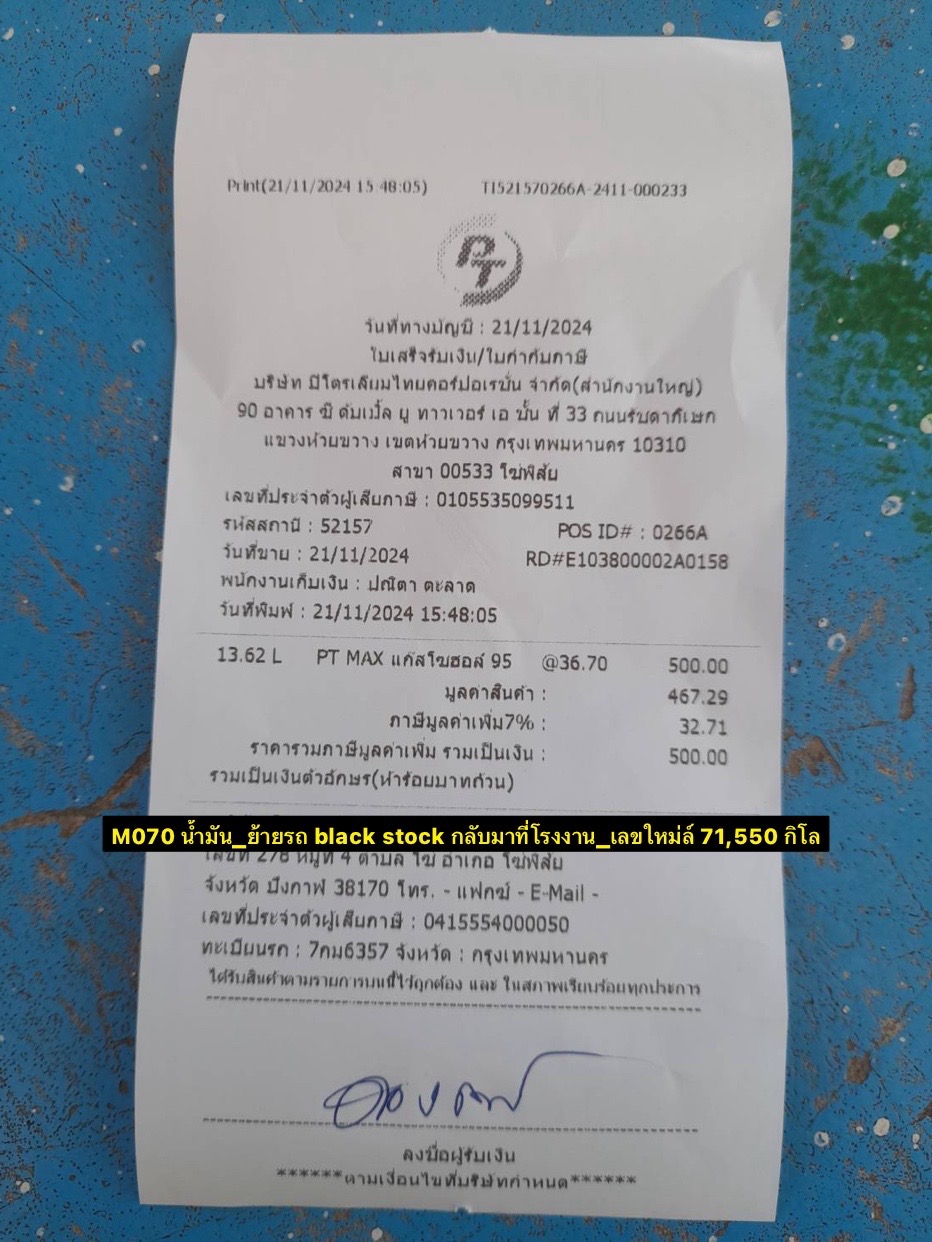 Print(21/11/2024 15:48:05) TI521570266A-2411-000233
PT
วันที่ทางบัญชี : 21/11/2024
ใบเสร็จรับเงิน/ใบกำกับภาษี
บริษัท ปิโตรเลียมไทยคอร์ปอเรชั่น จำกัด(สำนักงานใหญ่)
90 อาคาร ซี ดับเบิ้ล ยู ทาวเวอร์ เอ ชั้น ที่ 33 ถนนรัชดาภิเษก
แขวงห้วยขวาง เขตห้วยขวาง กรุงเทพมหานคร 10310
สาขา 00533 โซ่พิสัย
เลขที่ประจำตัวผู้เสียภาษี : 0105535099511
รหัสสถานี : 52157 POS ID# : 0266A
วันที่ขาย : 21/11/2024 RD#E103800002A0158
พนักงานเก็บเงิน : ปณิตา ตะลาด
วันที่พิมพ์ : 21/11/2024 15:48:05
13.62 L PT MAX แก๊สโซฮอล์ 95 @36.70 500.00
มูลค่าสินค้า : 467.29
ภาษีมูลค่าเพิ่ม7% : 32.71
ราคารวมภาษีมูลค่าเพิ่ม รวมเป็นเงิน : 500.00
รวมเป็นเงินตัวอักษร(ห้าร้อยบาทถ้วน)
M070 น้ำมัน_ย้ายรถ black stock กลับมาที่โรงงาน_เลขใหม่ล์ 71,550 กิโล
เลขที่ 278 หมู่ที่ 4 ตำบล โซ่ อำเภอ โซ่พิสัย
จังหวัด บึงกาฬ 38170 โทร. - แฟกซ์ - E-Mail -
เลขที่ประจำตัวผู้เสียภาษี : 0415554000050
ทะเบียนรถ : 7กม6357 จังหวัด : กรุงเทพมหานคร
ได้รับสินค้าตามรายการบนนี้ไว้ถูกต้อง และ ในสภาพเรียบร้อยทุกประการ
ลงชื่อผู้รับเงิน
******ตามเงื่อนไขที่บริษัทกำหนด******